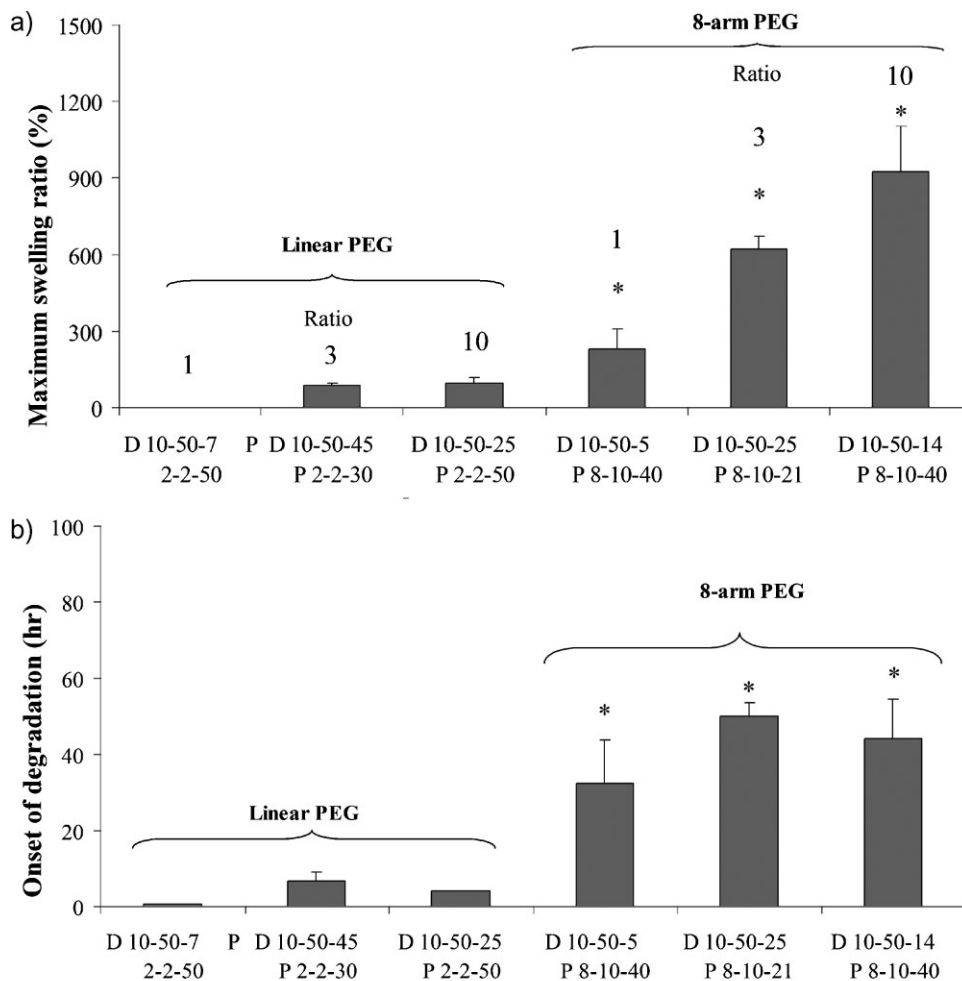 a)
Maximum swelling ratio (%)
1500
1200
900
600
300
0
8-arm PEG
Ratio
10
*
3
*
1
*
Linear PEG
Ratio
1
3
10
D 10-50-7 P D 10-50-45 D 10-50-25 D 10-50-5 D 10-50-25 D 10-50-14
2-2-50 P 2-2-30 P 2-2-50 P 8-10-40 P 8-10-21 P 8-10-40
b)
Onset of degradation (hr)
100
80
60
40
20
0
8-arm PEG
* * *
Linear PEG
D 10-50-7 P D 10-50-45 D 10-50-25 D 10-50-5 D 10-50-25 D 10-50-14
2-2-50 P 2-2-30 P 2-2-50 P 8-10-40 P 8-10-21 P 8-10-40